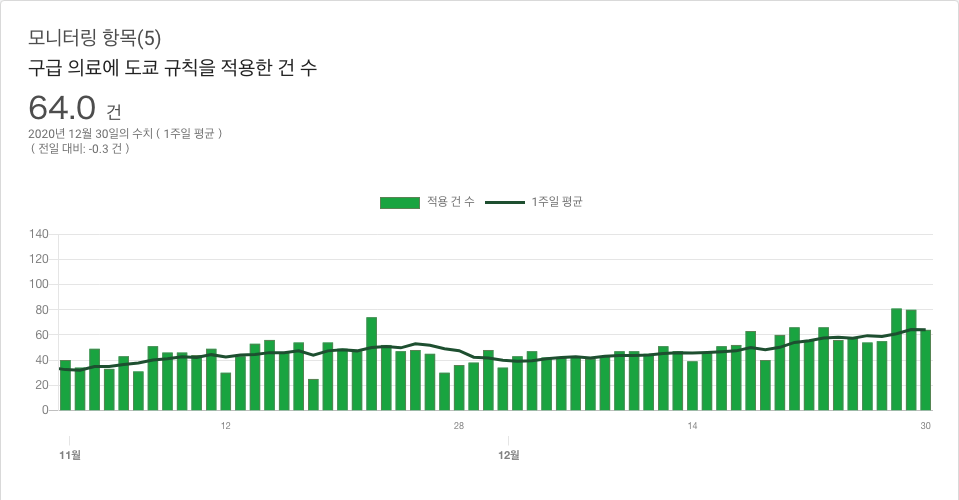 모니터링 항목(5)
구급 의료에 도쿄 규칙을 적용한 건 수
64.0 건
2020년 12월 30일의 수치 ( 1주일 평균 )
( 전일 대비: -0.3 건 )
적용 건 수 1주일 평균
140
120
100
80
60
40
20
0
12 28 14 30
11월 12월